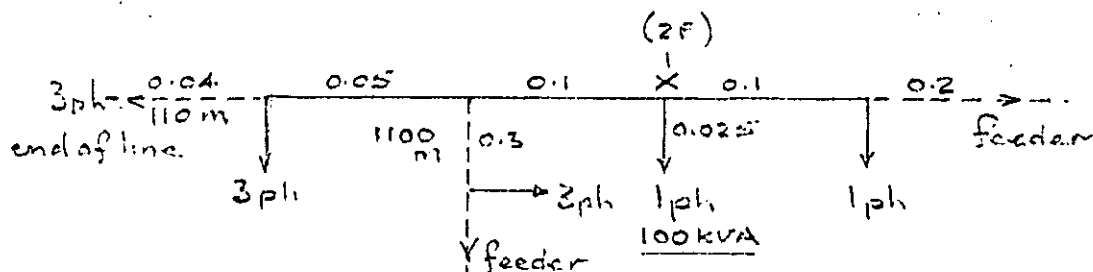 (2F)
3ph 0.04 0.05 0.1 X 0.1 0.2
110 m
end of line
1100 m 0.3 0.025 feeder
3ph 3ph 1ph 1ph
100 KVA
feeder